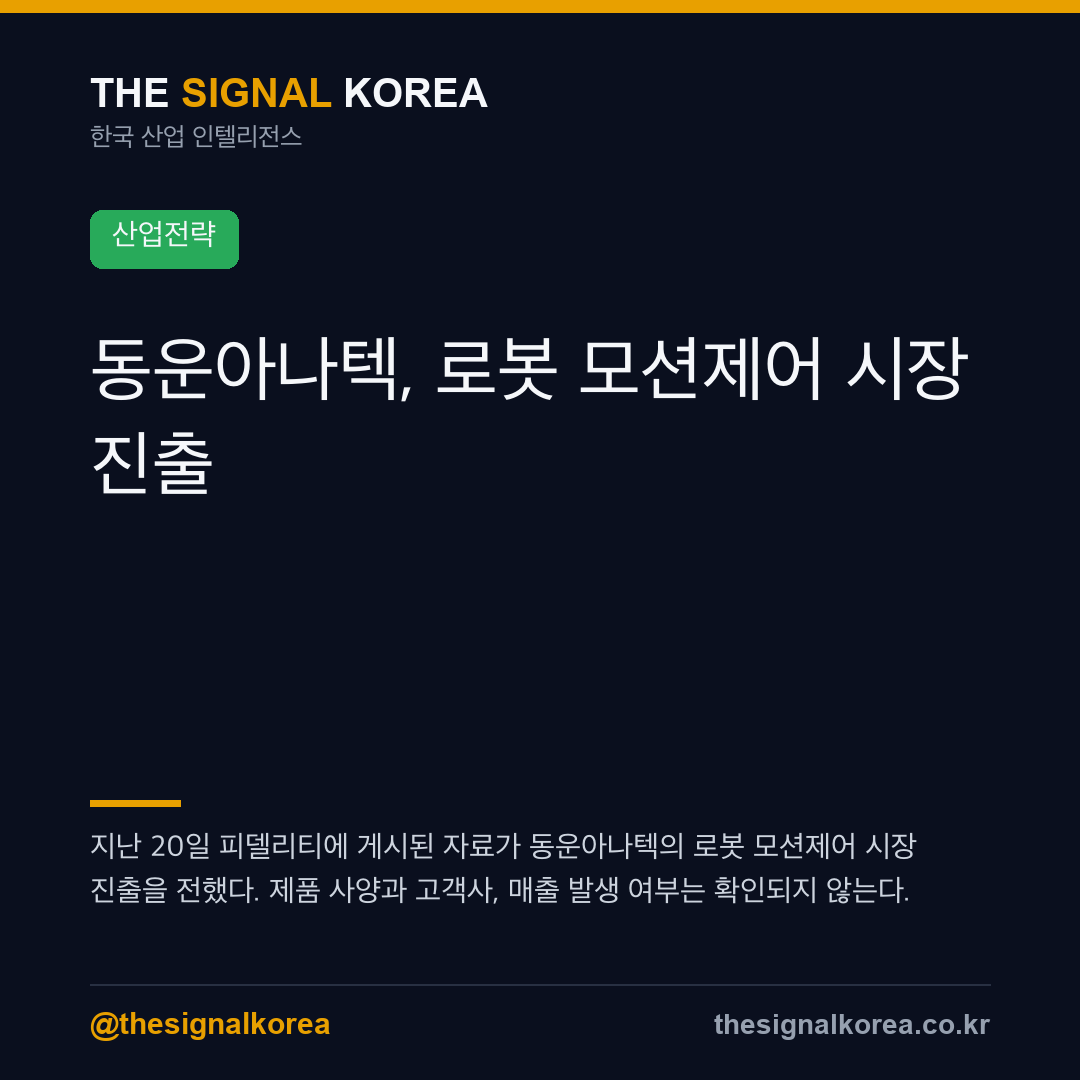 THE SIGNAL KOREA
한국 산업 인텔리전스
산업전략
동운아나텍, 로봇 모션제어 시장
진출
지난 20일 피델리티에 게시된 자료가 동운아나텍의 로봇 모션제어 시장
진출을 전했다. 제품 사양과 고객사, 매출 발생 여부는 확인되지 않는다.
@thesignalkorea
thesignalkorea.co.kr